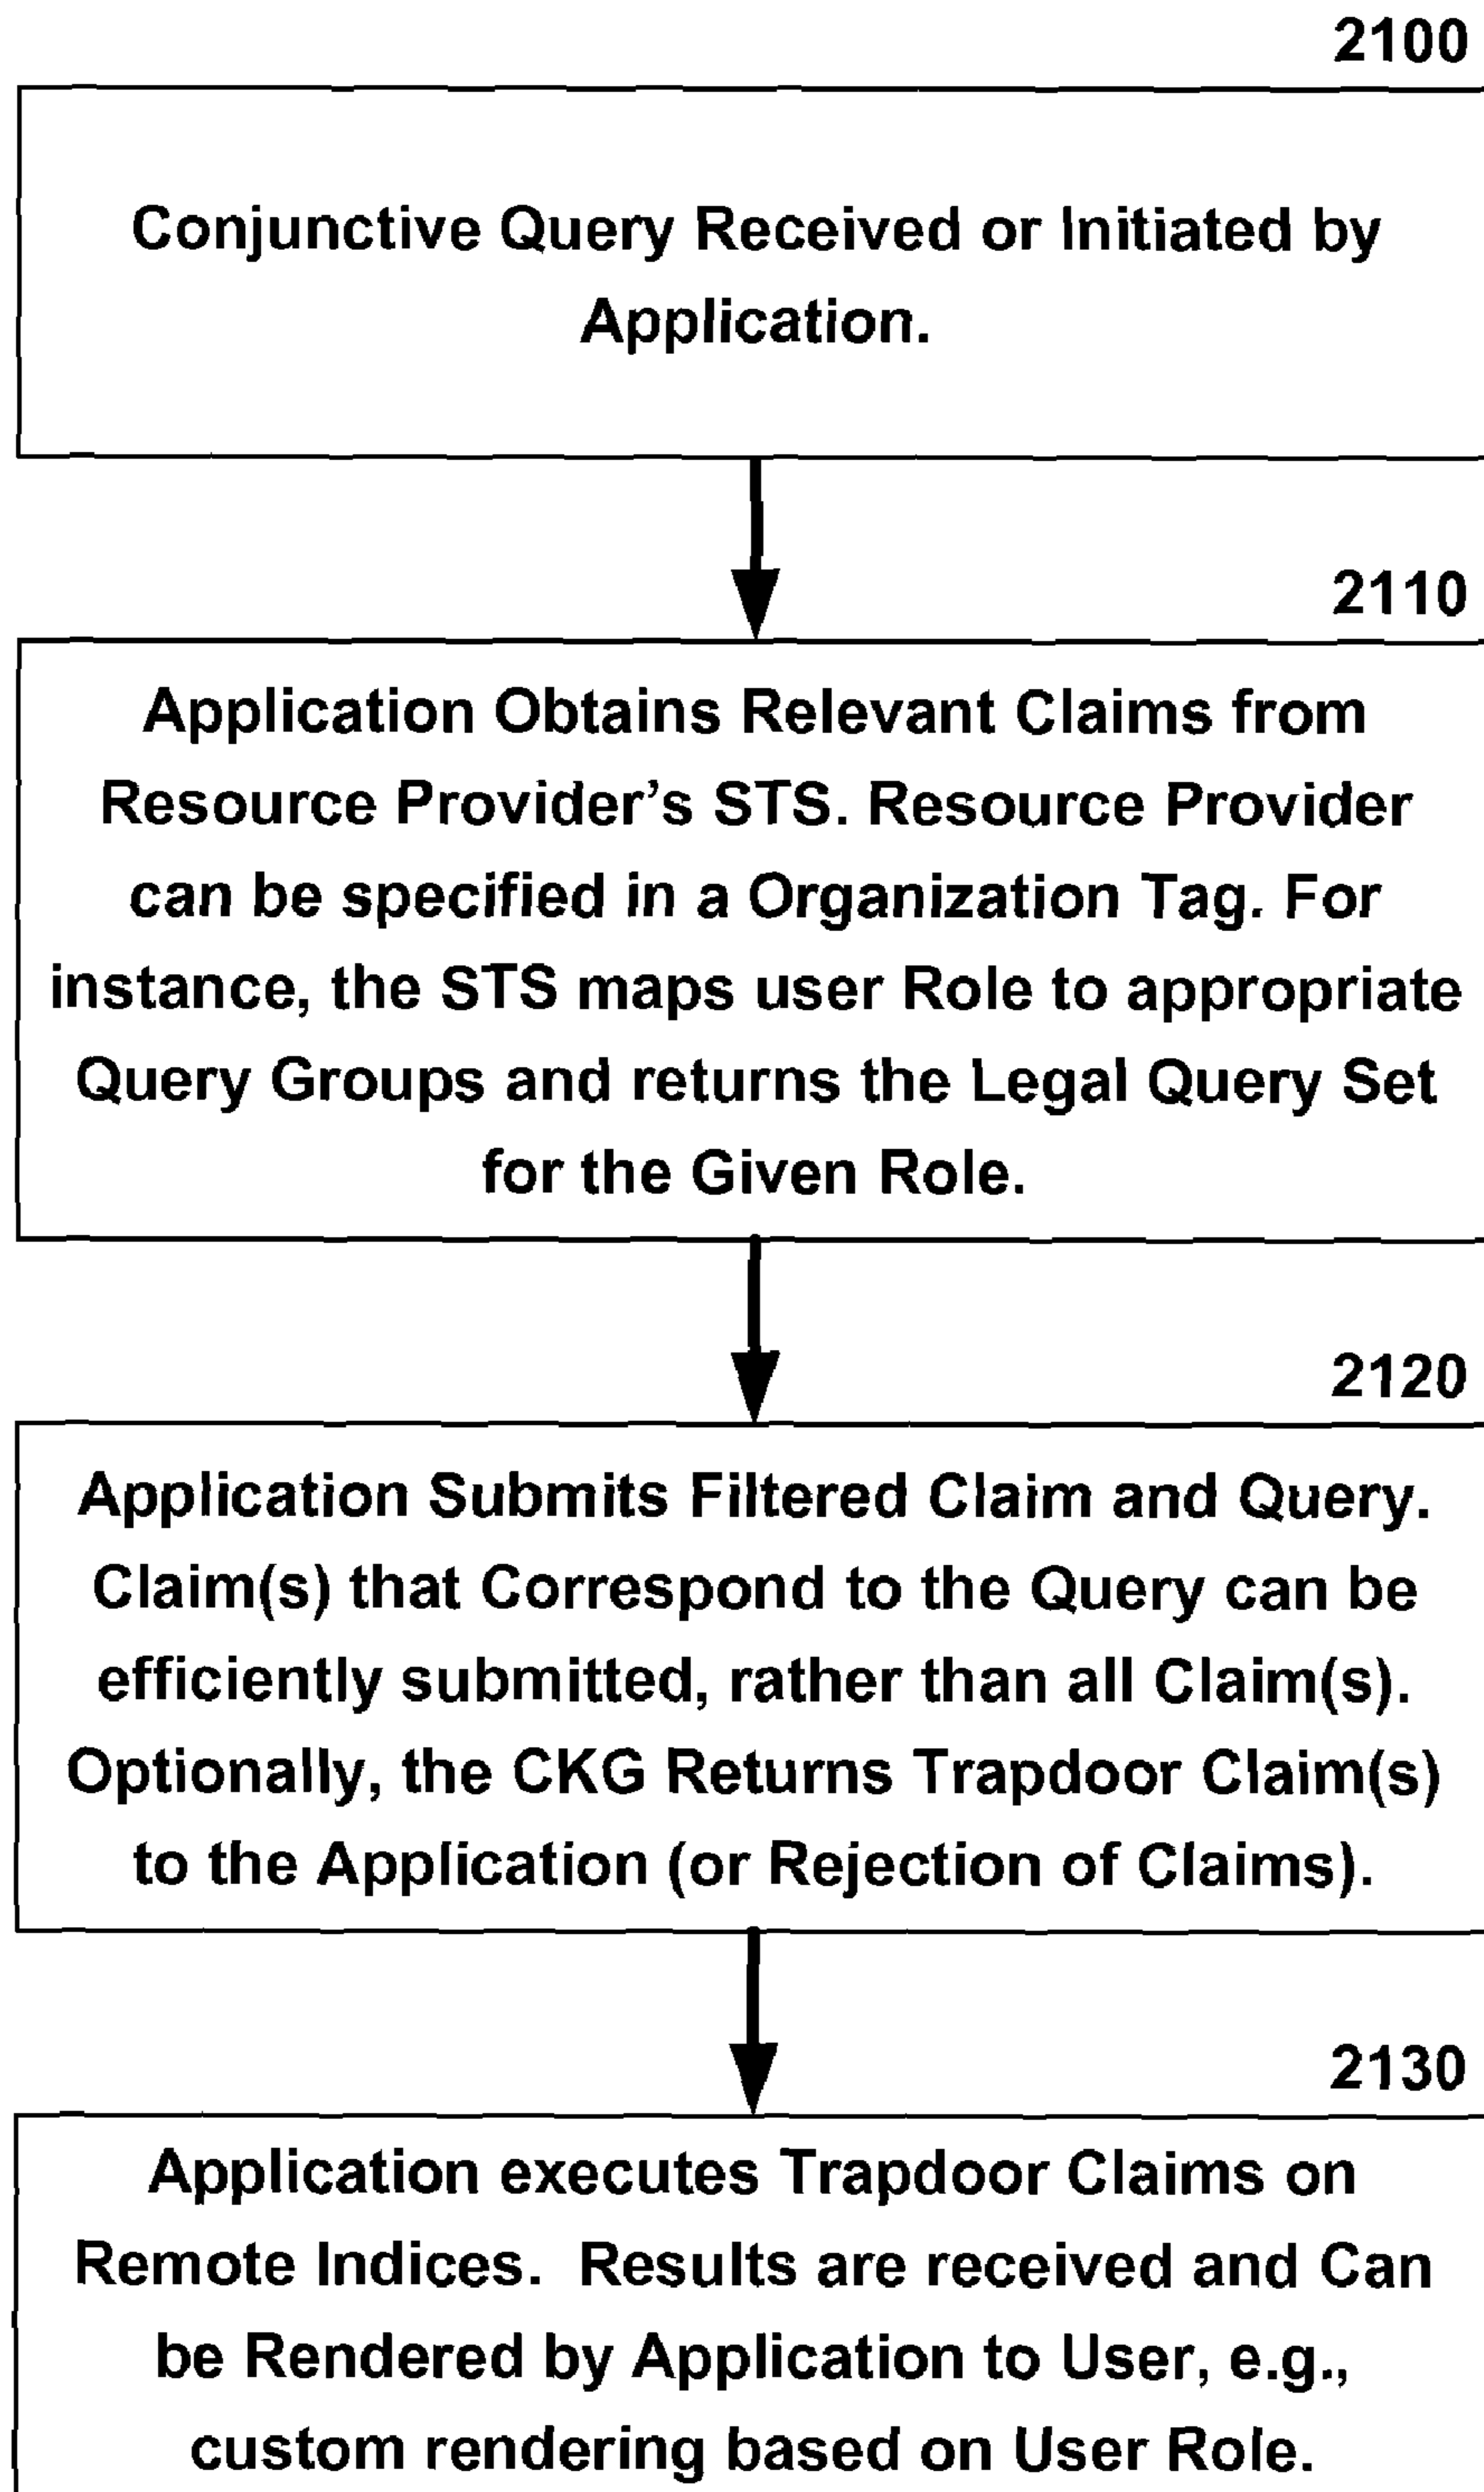 2100
Conjunctive Query Received or Initiated by
Application.
2110
Application Obtains Relevant Claims from
Resource Provider's STS. Resource Provider
can be specified in a Organization Tag. For
instance, the STS maps user Role to appropriate
Query Groups and returns the Legal Query Set
for the Given Role.
2120
Application Submits Filtered Claim and Query.
Claim(s) that Correspond to the Query can be
efficiently submitted, rather than all Claim(s).
Optionally, the CKG Returns Trapdoor Claim(s)
to the Application (or Rejection of Claims).
2130
Application executes Trapdoor Claims on
Remote Indices. Results are received and Can
be Rendered by Application to User, e.g.,
custom rendering based on User Role.